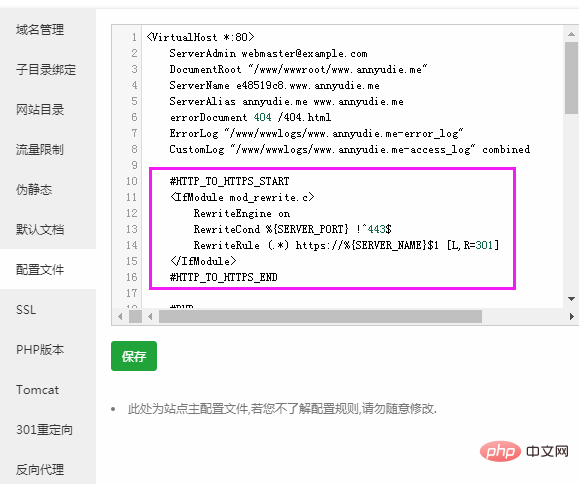 域名管理
子目录绑定
网站目录
流量限制
伪静态
默认文档
配置文件
SSL
PHP版本
Tomcat
301重定向
反向代理
1 <VirtualHost *:80>
2 ServerAdmin webmaster@example.com
3 DocumentRoot "/www/wwwroot/www.annyudie.me"
4 ServerName e48519c8.www.annyudie.me
5 ServerAlias annyudie.me www.annyudie.me
6 errorDocument 404 /404.html
7 ErrorLog "/www/wwwlogs/www.annyudie.me-error_log"
8 CustomLog "/www/wwwlogs/www.annyudie.me-access_log" combined
9
10 #HTTP_TO_HTTPS_START
11 <IfModule mod_rewrite.c>
12 RewriteEngine on
13 RewriteCond %{SERVER_PORT} !^443$
14 RewriteRule (.*) https://%{SERVER_NAME}$1 [L,R=301]
15 </IfModule>
16 #HTTP_TO_HTTPS_END
17
18 #PHP
保存
此处为站点主配置文件,若您不了解配置规则,请勿随意修改.
php 中文网